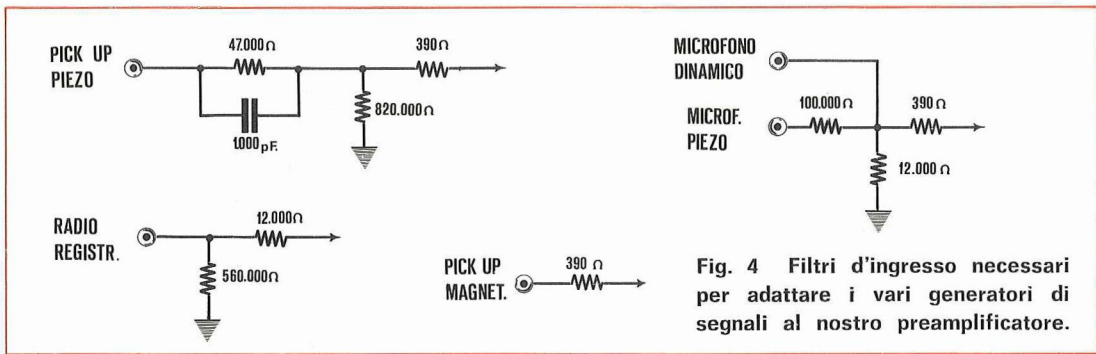 PICK UP
PIEZO
47.000Ω
1.000 pF.
390Ω
820.000Ω
MICROFONO
DINAMICO
MICROF.
PIEZO
100.000Ω
390Ω
12.000Ω
RADIO
REGISTR.
12.000Ω
560.000Ω
PICK UP
MAGNET.
390 Ω
Fig. 4 Filtri d'ingresso necessari
per adattare i vari generatori di
segnali al nostro preamplificatore.